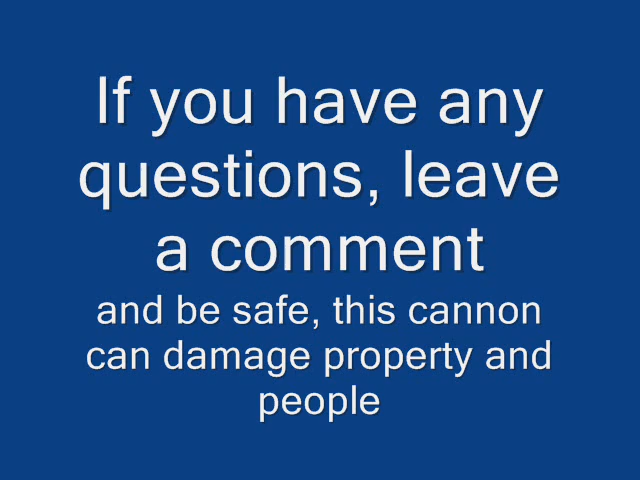 If you have any
questions, leave
a comment
and be safe, this cannon
can damage property and
people